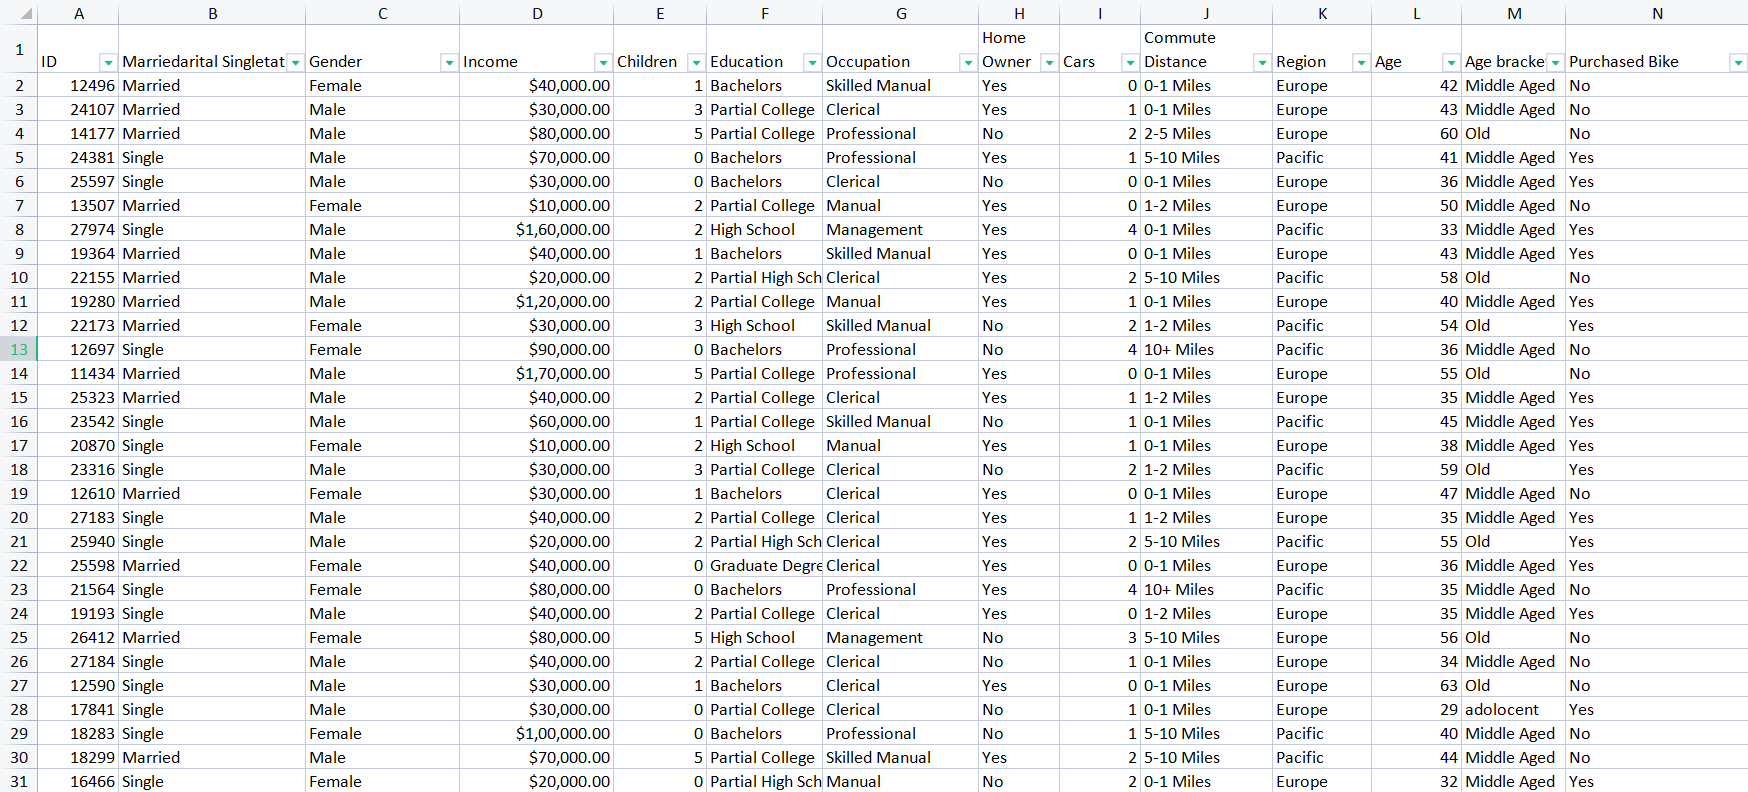 A B C D E F G H I J K L M N
1 ID Marriedarital Singletat Gender Income Children Education Occupation Home Owner Cars Commute Distance Region Age Age bracke Purchased Bike
2 12496 Married Female $40,000.00 1 Bachelors Skilled Manual Yes 0 0-1 Miles Europe 42 Middle Aged No
3 24107 Married Male $30,000.00 3 Partial College Clerical Yes 1 0-1 Miles Europe 43 Middle Aged No
4 14177 Married Male $80,000.00 5 Partial College Professional No 2 2-5 Miles Europe 60 Old No
5 24381 Single Male $70,000.00 0 Bachelors Professional Yes 1 5-10 Miles Pacific 41 Middle Aged Yes
6 25597 Single Male $30,000.00 0 Bachelors Clerical No 0 0-1 Miles Europe 36 Middle Aged Yes
7 13507 Married Female $10,000.00 2 Partial College Manual Yes 0 1-2 Miles Europe 50 Middle Aged No
8 27974 Single Male $1,60,000.00 2 High School Management Yes 4 0-1 Miles Pacific 33 Middle Aged Yes
9 19364 Married Male $40,000.00 1 Bachelors Skilled Manual Yes 0 0-1 Miles Europe 43 Middle Aged Yes
10 22155 Married Male $20,000.00 2 Partial High Sch Clerical Yes 2 5-10 Miles Pacific 58 Old No
11 19280 Married Male $1,20,000.00 2 Partial College Manual Yes 1 0-1 Miles Europe 40 Middle Aged Yes
12 22173 Married Female $30,000.00 3 High School Skilled Manual No 2 1-2 Miles Pacific 54 Old Yes
13 12697 Single Female $90,000.00 0 Bachelors Professional No 4 10+ Miles Pacific 36 Middle Aged No
14 11434 Married Male $1,70,000.00 5 Partial College Professional Yes 0 0-1 Miles Europe 55 Old No
15 25323 Married Male $40,000.00 2 Partial College Clerical Yes 1 1-2 Miles Europe 35 Middle Aged Yes
16 23542 Single Male $60,000.00 1 Partial College Skilled Manual No 1 0-1 Miles Pacific 45 Middle Aged Yes
17 20870 Single Female $10,000.00 2 High School Manual Yes 1 0-1 Miles Europe 38 Middle Aged Yes
18 23316 Single Male $30,000.00 3 Partial College Clerical No 2 1-2 Miles Pacific 59 Old Yes
19 12610 Married Female $30,000.00 1 Bachelors Clerical Yes 0 0-1 Miles Europe 47 Middle Aged No
20 27183 Single Male $40,000.00 2 Partial College Clerical Yes 1 1-2 Miles Europe 35 Middle Aged Yes
21 25940 Single Male $20,000.00 2 Partial High Sch Clerical Yes 2 5-10 Miles Pacific 55 Old Yes
22 25598 Married Female $40,000.00 0 Graduate Degre Clerical Yes 0 0-1 Miles Europe 36 Middle Aged Yes
23 21564 Single Female $80,000.00 0 Bachelors Professional Yes 4 10+ Miles Pacific 35 Middle Aged No
24 19193 Single Male $40,000.00 2 Partial College Clerical Yes 0 1-2 Miles Europe 35 Middle Aged Yes
25 26412 Married Female $80,000.00 5 High School Management No 3 5-10 Miles Europe 56 Old No
26 27184 Single Male $40,000.00 2 Partial College Clerical No 1 0-1 Miles Europe 34 Middle Aged No
27 12590 Single Male $30,000.00 1 Bachelors Clerical Yes 0 0-1 Miles Europe 63 Old No
28 17841 Single Male $30,000.00 0 Partial College Clerical No 1 0-1 Miles Europe 29 adolocent Yes
29 18283 Single Female $1,00,000.00 0 Bachelors Professional No 1 5-10 Miles Pacific 40 Middle Aged No
30 18299 Married Male $70,000.00 5 Partial College Skilled Manual Yes 2 5-10 Miles Pacific 44 Middle Aged No
31 16466 Single Female $20,000.00 0 Partial High Sch Manual No 2 0-1 Miles Europe 32 Middle Aged Yes